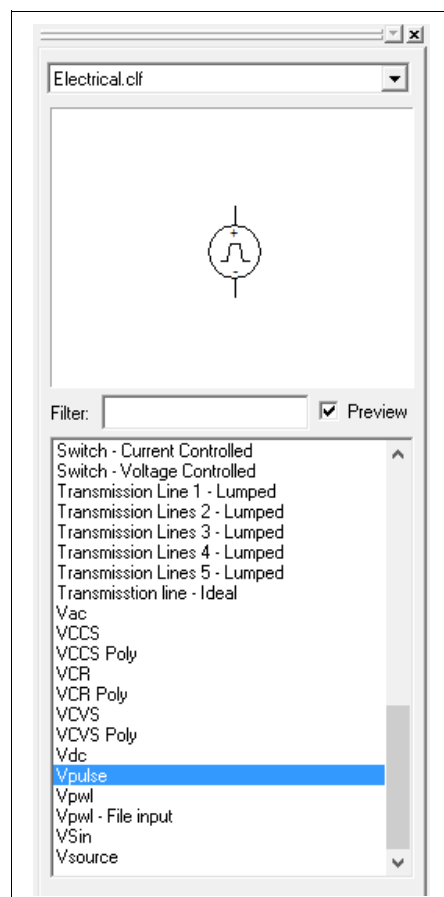 Electrical.clf
+
-
Filter:
Preview
Switch - Current Controlled
Switch - Voltage Controlled
Transmission Line 1 - Lumped
Transmission Lines 2 - Lumped
Transmission Lines 3 - Lumped
Transmission Lines 4 - Lumped
Transmission Lines 5 - Lumped
Transmisstion line - Ideal
Vac
VCCS
VCCS Poly
VCR
VCR Poly
VCVS
VCVS Poly
Vdc
Vpulse
Vpwl
Vpwl - File input
VSin
Vsource